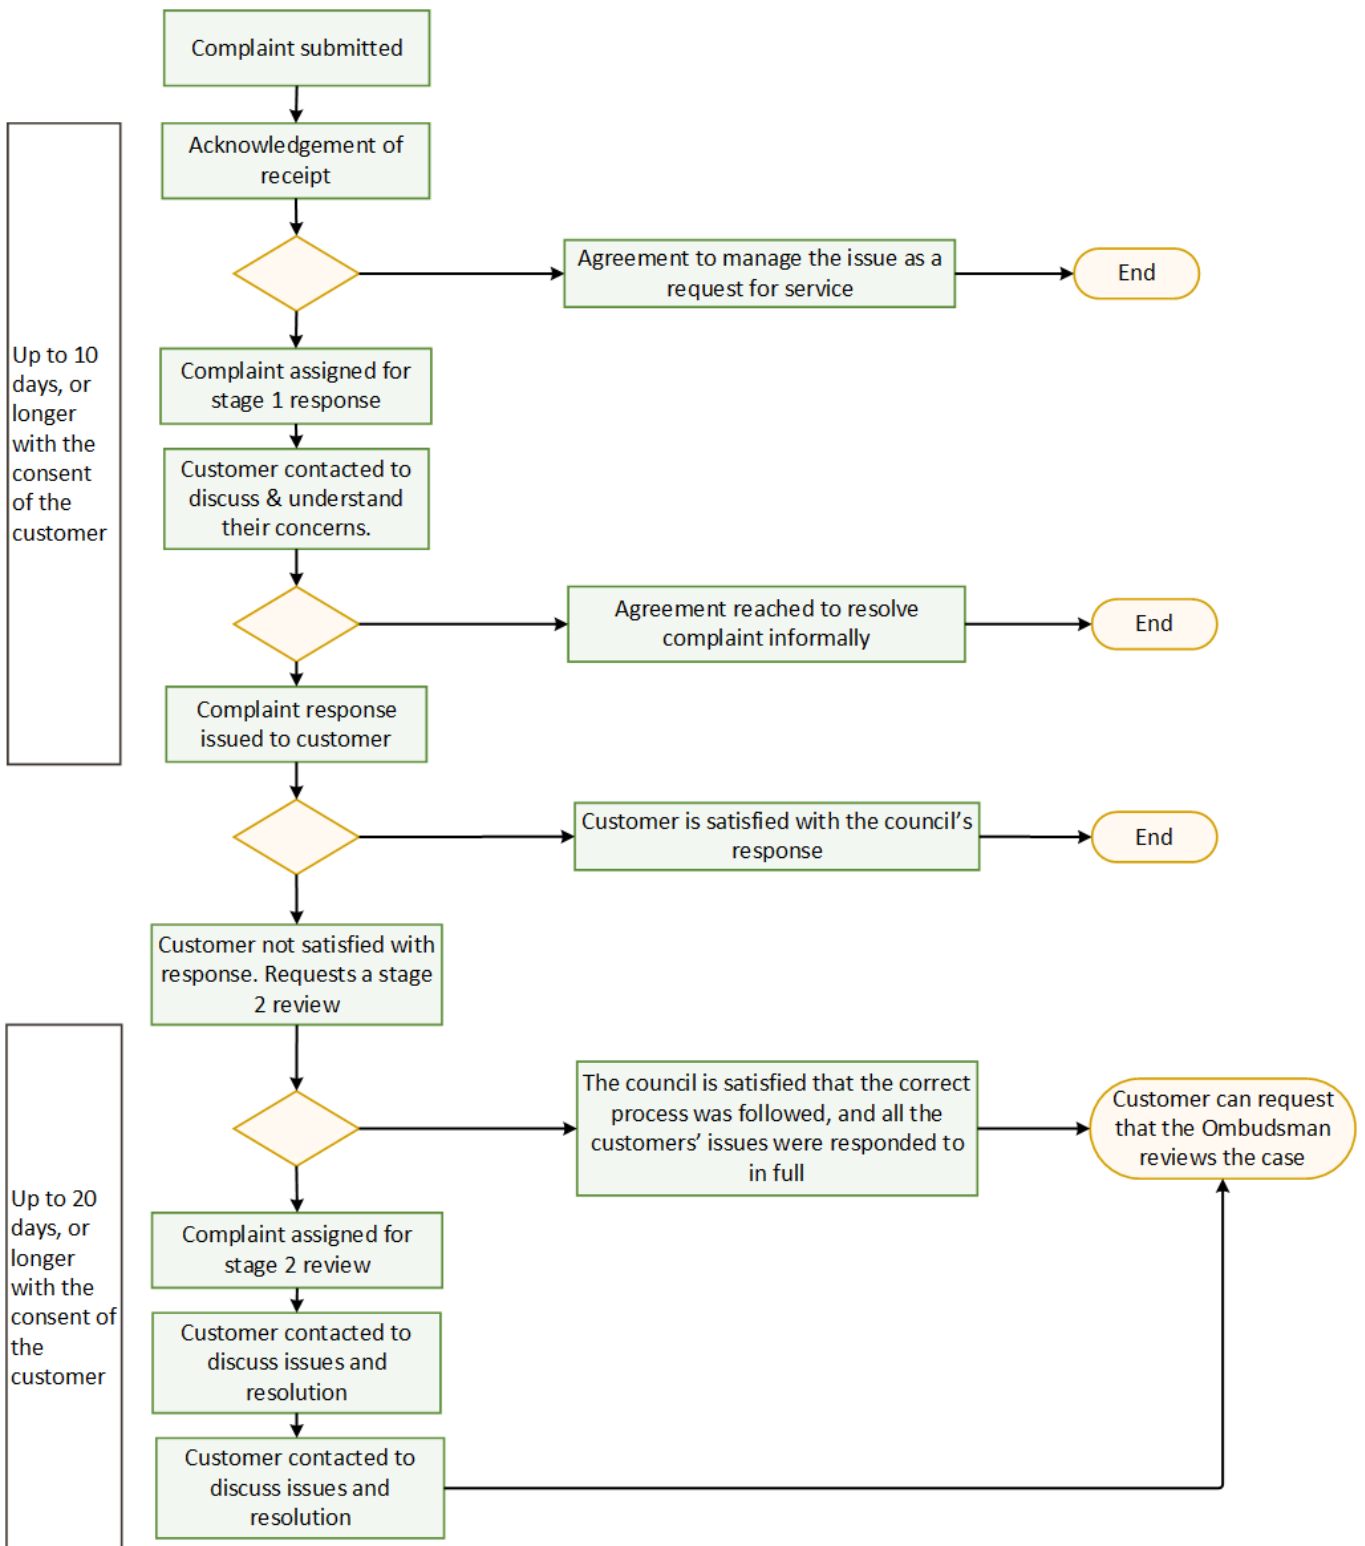 Complaint submitted
Acknowledgement of
receipt
Agreement to manage the issue as a
request for service
End
Up to 10
days, or
longer
with the
consent
of the
customer
Complaint assigned for
stage 1 response
Customer contacted to
discuss & understand
their concerns.
Agreement reached to resolve
complaint informally
End
Complaint response
issued to customer
Customer is satisfied with the council's
response
End
Customer not satisfied with
response. Requests a stage
2 review
The council is satisfied that the correct
process was followed, and all the
customers' issues were responded to
in full
Customer can request
that the Ombudsman
reviews the case
Up to 20
days, or
longer
with the
consent of
the
customer
Complaint assigned for
stage 2 review
Customer contacted to
discuss issues and
resolution
Customer contacted to
discuss issues and
resolution